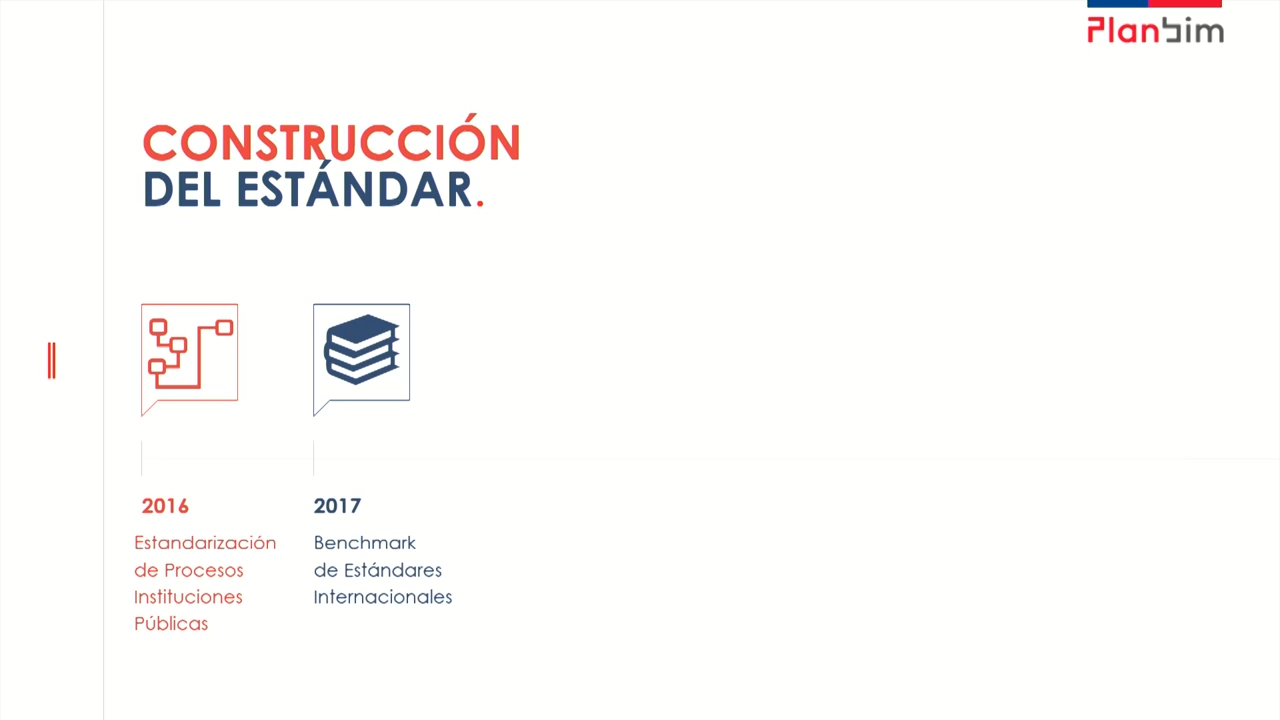 Planbim
CONSTRUCCIÓN
DEL ESTÁNDAR.
2016
Estandarización
de Procesos
Instituciones
Públicas
2017
Benchmark
de Estándares
Internacionales